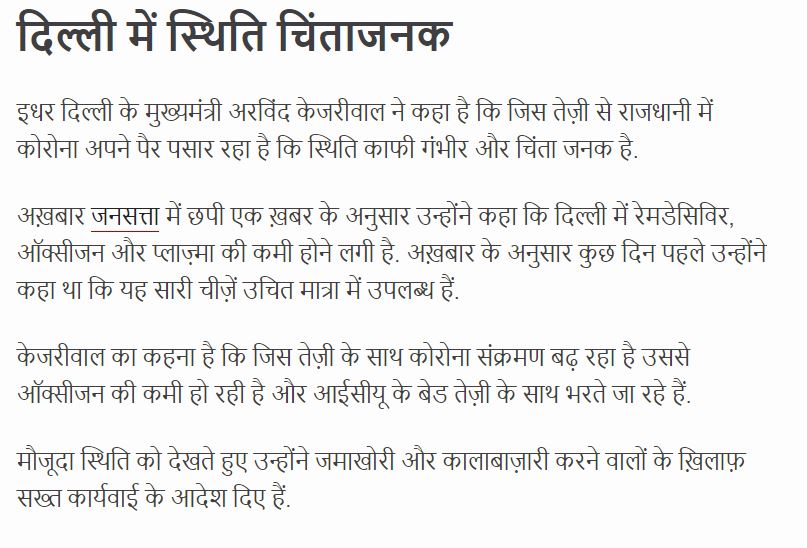 दिल्ली में स्थिति चिंताजनक
इधर दिल्ली के मुख्यमंत्री अरविंद केजरीवाल ने कहा है कि जिस तेज़ी से राजधानी में
कोरोना अपने पैर पसार रहा है कि स्थिति काफी गंभीर और चिंता जनक है.
अख़बार जनसत्ता में छपी एक ख़बर के अनुसार उन्होंने कहा कि दिल्ली में रेमडेसिविर,
ऑक्सीजन और प्लाज़्मा की कमी होने लगी है. अख़बार के अनुसार कुछ दिन पहले उन्होंने
कहा था कि यह सारी चीज़ें उचित मात्रा में उपलब्ध हैं.
केजरीवाल का कहना है कि जिस तेज़ी के साथ कोरोना संक्रमण बढ़ रहा है उससे
ऑक्सीजन की कमी हो रही है और आईसीयू के बेड तेज़ी के साथ भरते जा रहे हैं.
मौजूदा स्थिति को देखते हुए उन्होंने जमाखोरी और कालाबाज़ारी करने वालों के ख़िलाफ़
सख्त कार्यवाई के आदेश दिए हैं.